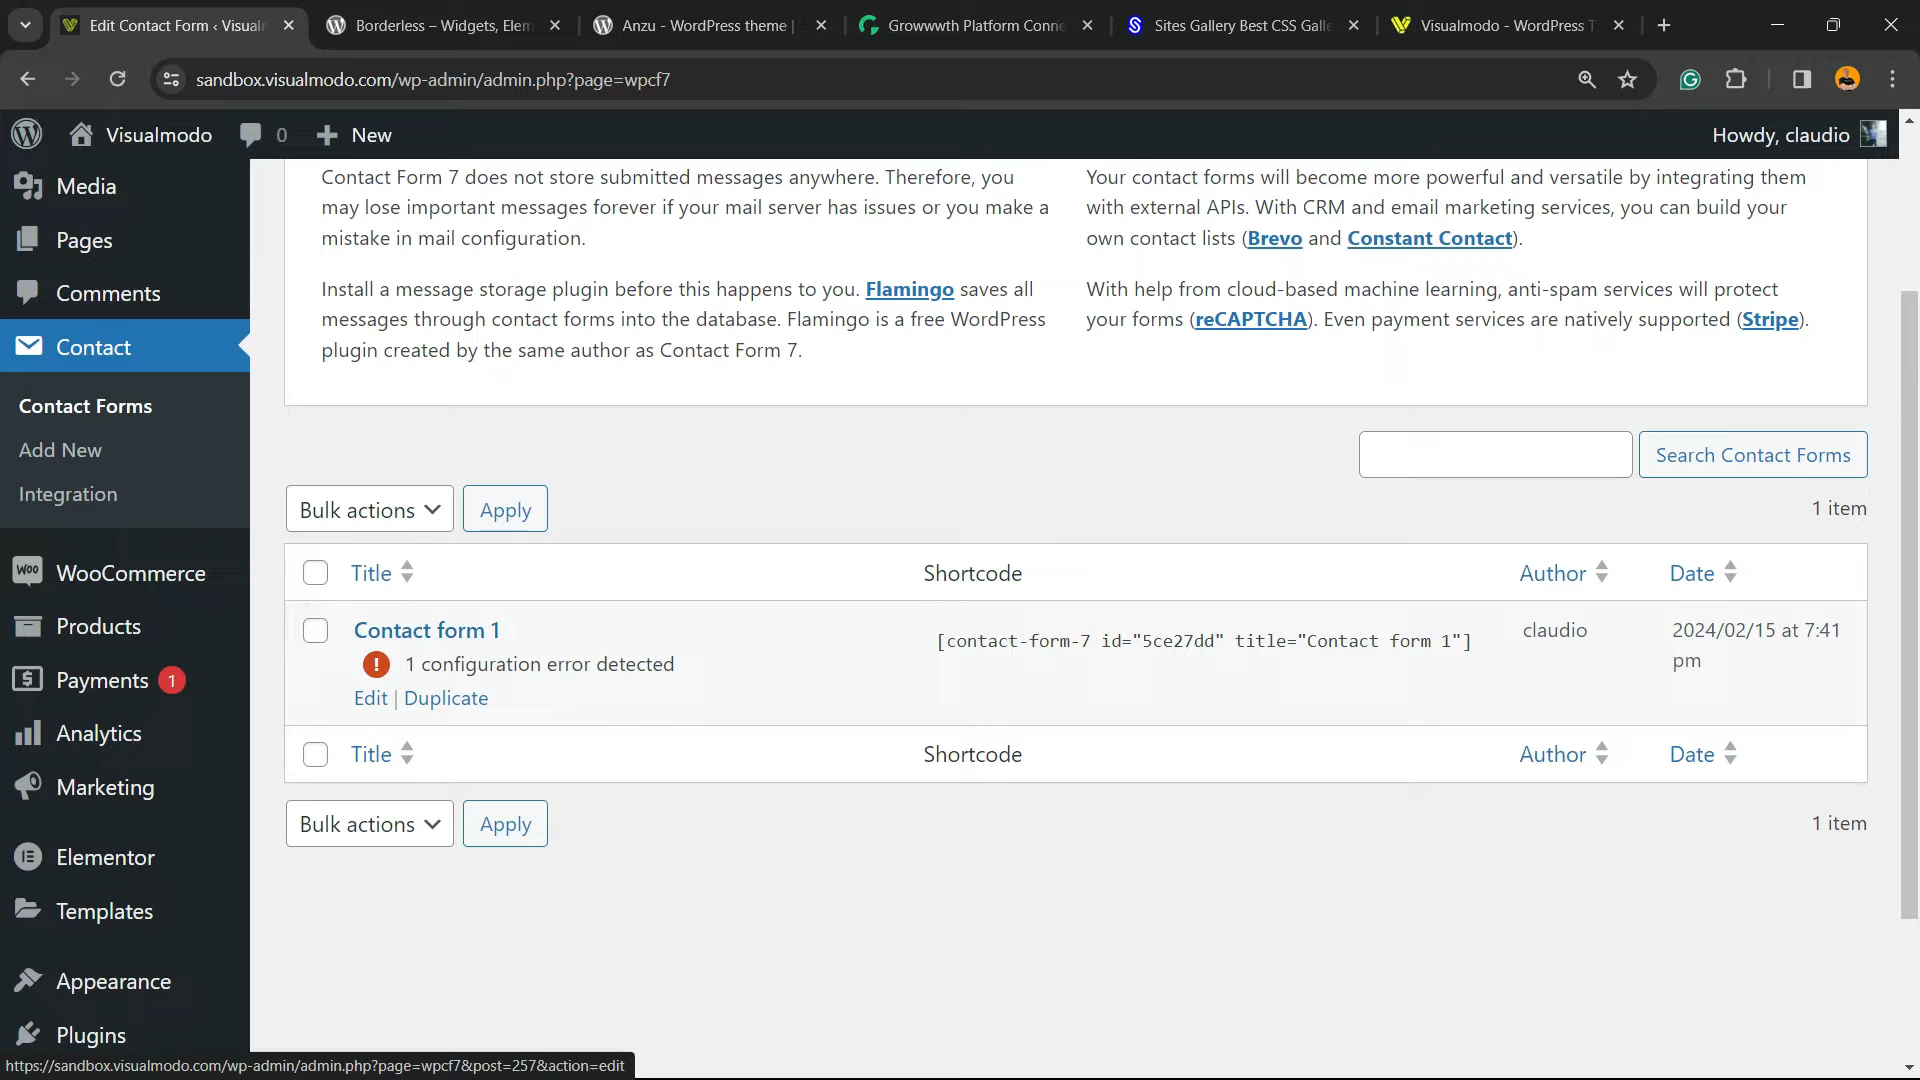 Edit Contact Form ‹ Visual
Borderless – Widgets, Elem
Anzu - WordPress theme |
Growwwth Platform Conne
Sites Gallery Best CSS Galle
Visualmodo - WordPress T
sandbox.visualmodo.com/wp-admin/admin.php?page=wpcf7
Visualmodo
0
New
Howdy, claudio
Media
Pages
Comments
Contact
Contact Forms
Add New
Integration
WooCommerce
Products
Payments 1
Analytics
Marketing
Elementor
Templates
Appearance
Plugins
Contact Form 7 does not store submitted messages anywhere. Therefore, you
may lose important messages forever if your mail server has issues or you make a
mistake in mail configuration.
Install a message storage plugin before this happens to you. Flamingo saves all
messages through contact forms into the database. Flamingo is a free WordPress
plugin created by the same author as Contact Form 7.
Your contact forms will become more powerful and versatile by integrating them
with external APIs. With CRM and email marketing services, you can build your
own contact lists (Brevo and Constant Contact).
With help from cloud-based machine learning, anti-spam services will protect
your forms (reCAPTCHA). Even payment services are natively supported (Stripe).
Search Contact Forms
Bulk actions
Apply
1 item
Title
Shortcode
Author
Date
Contact form 1
! 1 configuration error detected
Edit | Duplicate
[contact-form-7 id="5ce27dd" title="Contact form 1"]
claudio
2024/02/15 at 7:41
pm
Title
Shortcode
Author
Date
Bulk actions
Apply
1 item
https://sandbox.visualmodo.com/wp-admin/admin.php?page=wpcf7&post=257&action=edit